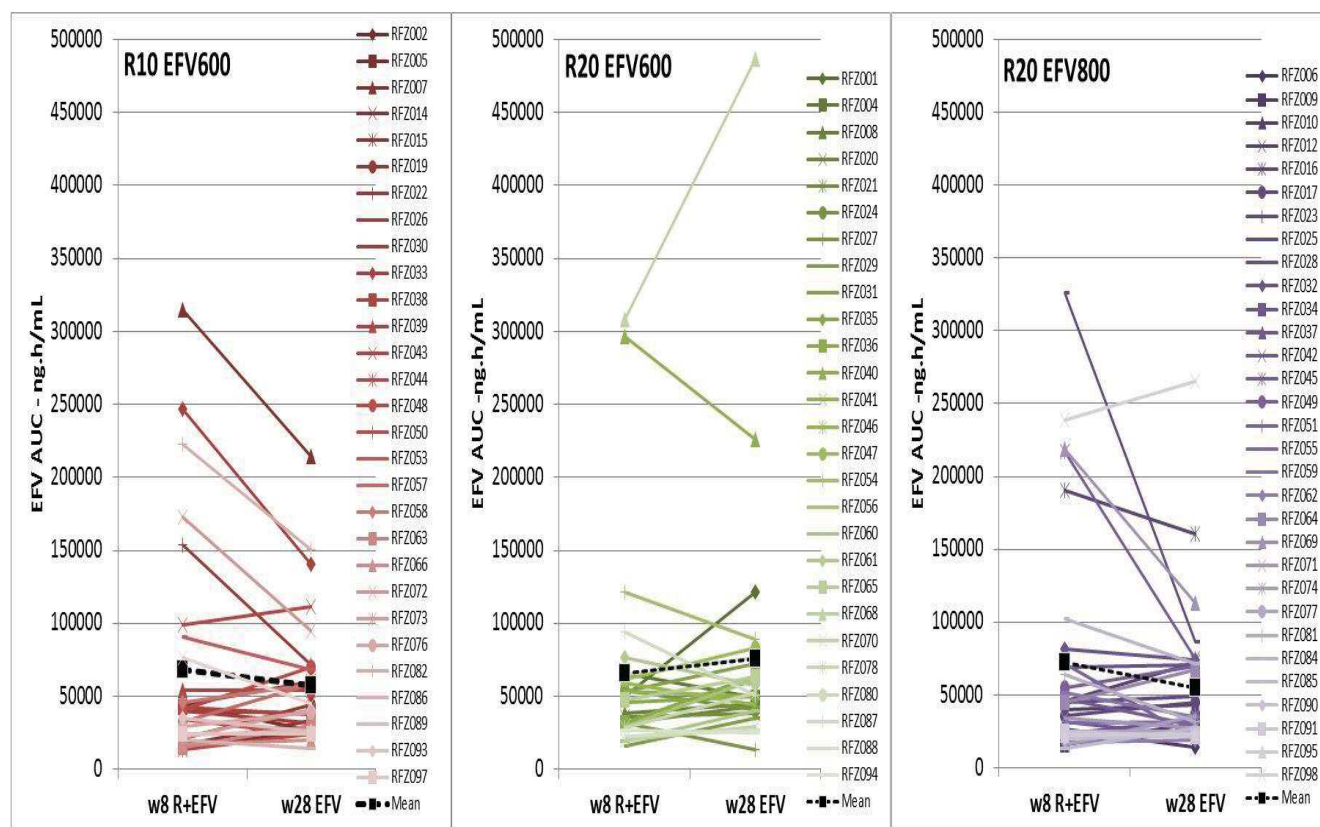 R10 EFV600
EFV AUC - ng.h/mL
500000
450000
400000
350000
300000
250000
200000
150000
100000
50000
0
w8 R+EFV
w28 EFV
RFZ002
RFZ005
RFZ007
RFZ014
RFZ015
RFZ019
RFZ022
RFZ026
RFZ030
RFZ033
RFZ038
RFZ039
RFZ043
RFZ044
RFZ048
RFZ050
RFZ053
RFZ057
RFZ058
RFZ063
RFZ066
RFZ072
RFZ073
RFZ076
RFZ082
RFZ086
RFZ089
RFZ093
RFZ097
Mean
R20 EFV600
EFV AUC -ng.h/mL
500000
450000
400000
350000
300000
250000
200000
150000
100000
50000
0
w8 R+EFV
w28 EFV
RFZ001
RFZ004
RFZ008
RFZ020
RFZ021
RFZ024
RFZ027
RFZ029
RFZ031
RFZ035
RFZ036
RFZ040
RFZ041
RFZ046
RFZ047
RFZ054
RFZ056
RFZ060
RFZ061
RFZ065
RFZ068
RFZ070
RFZ078
RFZ080
RFZ087
RFZ088
RFZ094
Mean
R20 EFV800
EFV AUC -ng.h/mL
500000
450000
400000
350000
300000
250000
200000
150000
100000
50000
0
w8 R+EFV
w28 EFV
RFZ006
RFZ009
RFZ010
RFZ012
RFZ016
RFZ017
RFZ023
RFZ025
RFZ028
RFZ032
RFZ034
RFZ037
RFZ042
RFZ045
RFZ049
RFZ051
RFZ055
RFZ059
RFZ062
RFZ064
RFZ069
RFZ071
RFZ074
RFZ077
RFZ081
RFZ084
RFZ085
RFZ090
RFZ091
RFZ095
RFZ098
Mean